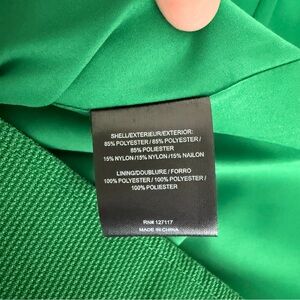 SHELL/EXTERIEUR/EXTERIOR:
85% POLYESTER / 85% POLYESTER /
85% POLIESTER
15% NYLON /15% NYLON / 15% NAILON
LINING/DOUBLURE / FORRO
100% POLYESTER / 100% POLYESTER /
100% POLIESTER
RN# 127117
MADE IN CHINA